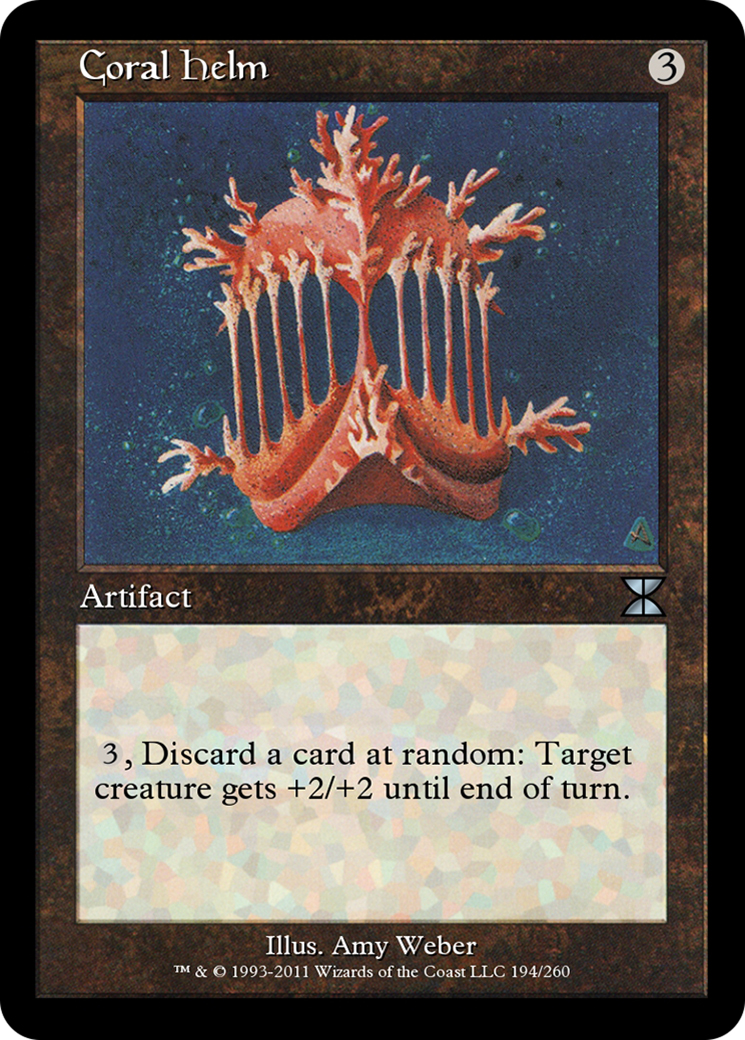 Coral Helm
3
Artifact
3, Discard a card at random: Target
creature gets +2/+2 until end of turn.
Illus. Amy Weber
™ & © 1993-2011 Wizards of the Coast LLC 194/260